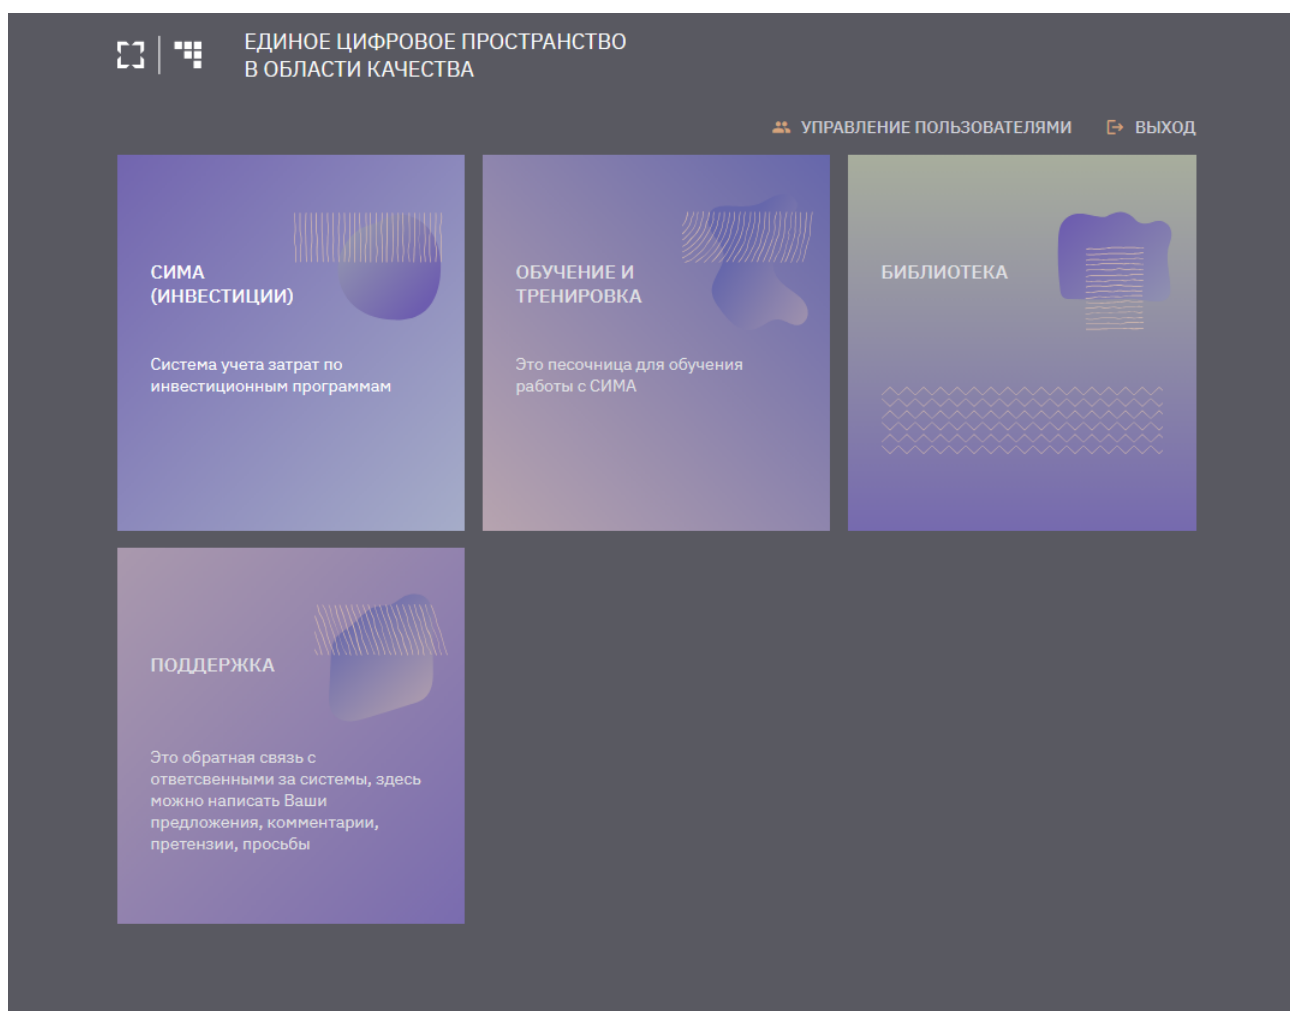 ЕДИНОЕ ЦИФРОВОЕ ПРОСТРАНСТВО
В ОБЛАСТИ КАЧЕСТВА
УПРАВЛЕНИЕ ПОЛЬЗОВАТЕЛЯМИ
ВЫХОД
СИМА
(ИНВЕСТИЦИИ)
Система учета затрат по
инвестиционным программам
ОБУЧЕНИЕ И
ТРЕНИРОВКА
Это песочница для обучения
работы с СИМА
БИБЛИОТЕКА
ПОДДЕРЖКА
Это обратная связь с
ответсвенными за системы, здесь
можно написать Ваши
предложения, комментарии,
претензии, просьбы